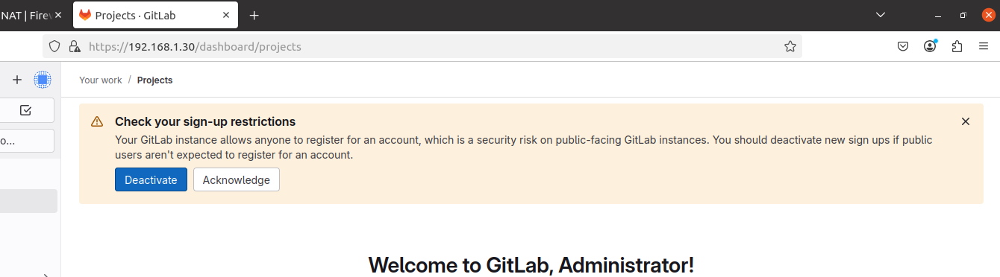 NAT | Firew
Projects · GitLab
https://192.168.1.30/dashboard/projects
Your work / Projects
o...
Check your sign-up restrictions
Your GitLab instance allows anyone to register for an account, which is a security risk on public-facing GitLab instances. You should deactivate new sign ups if public
users aren't expected to register for an account.
Deactivate Acknowledge
Welcome to GitLab, Administrator!